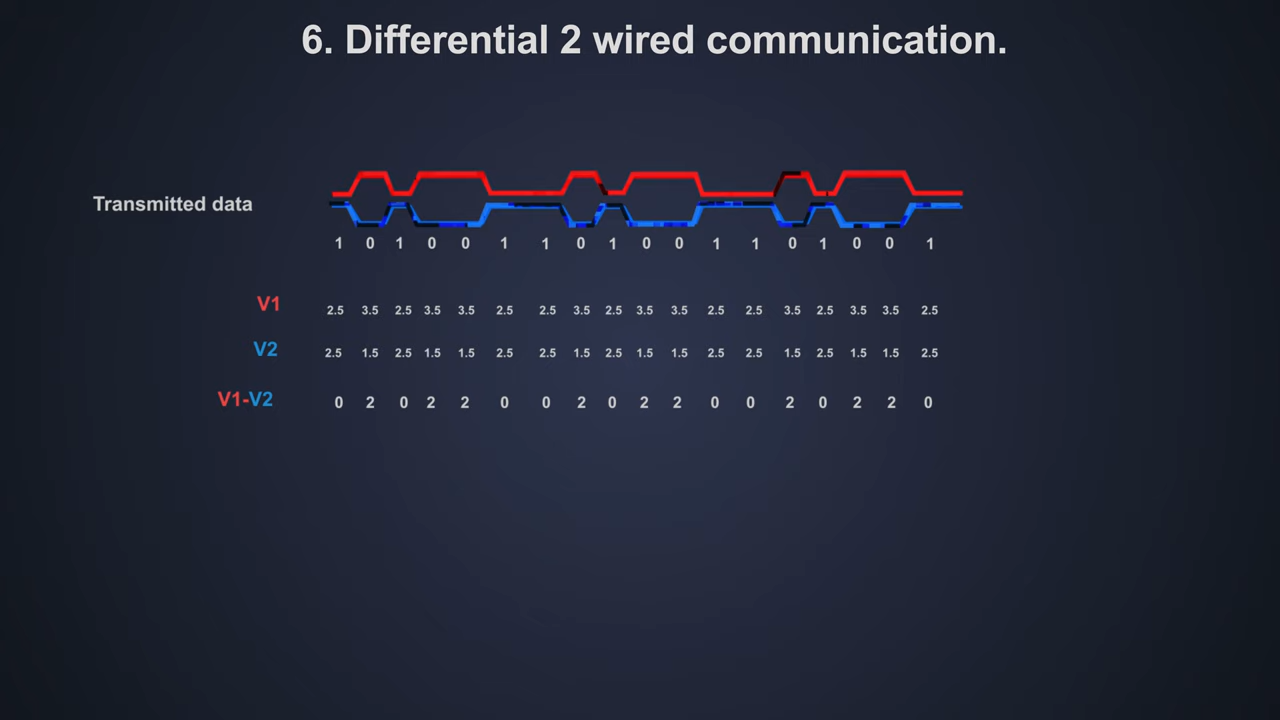 6. Differential 2 wired communication.
Transmitted data
1 0 1 0 0 1 1 0 1 0 0 1 1 0 1 0 0 1
V1 2.5 3.5 2.5 3.5 3.5 2.5 2.5 3.5 2.5 3.5 3.5 2.5 2.5 3.5 2.5 3.5 3.5 2.5
V2 2.5 1.5 2.5 1.5 1.5 2.5 2.5 1.5 2.5 1.5 1.5 2.5 2.5 1.5 2.5 1.5 1.5 2.5
V1-V2 0 2 0 2 2 0 0 2 0 2 2 0 0 2 0 2 2 0